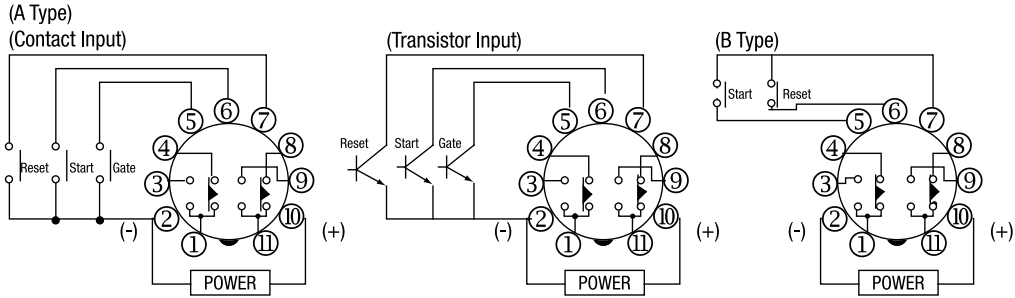 (A Type)
(Contact Input)
(Transistor Input)
(B Type)
Reset
Start
Gate
5
6
7
4
8
3
9
2
10
1
11
(-)
(+)
POWER
Reset
Start
Gate
5
6
7
4
8
3
9
2
10
1
11
(-)
(+)
POWER
Start
Reset
5
6
7
4
8
3
9
2
10
1
11
(-)
(+)
POWER